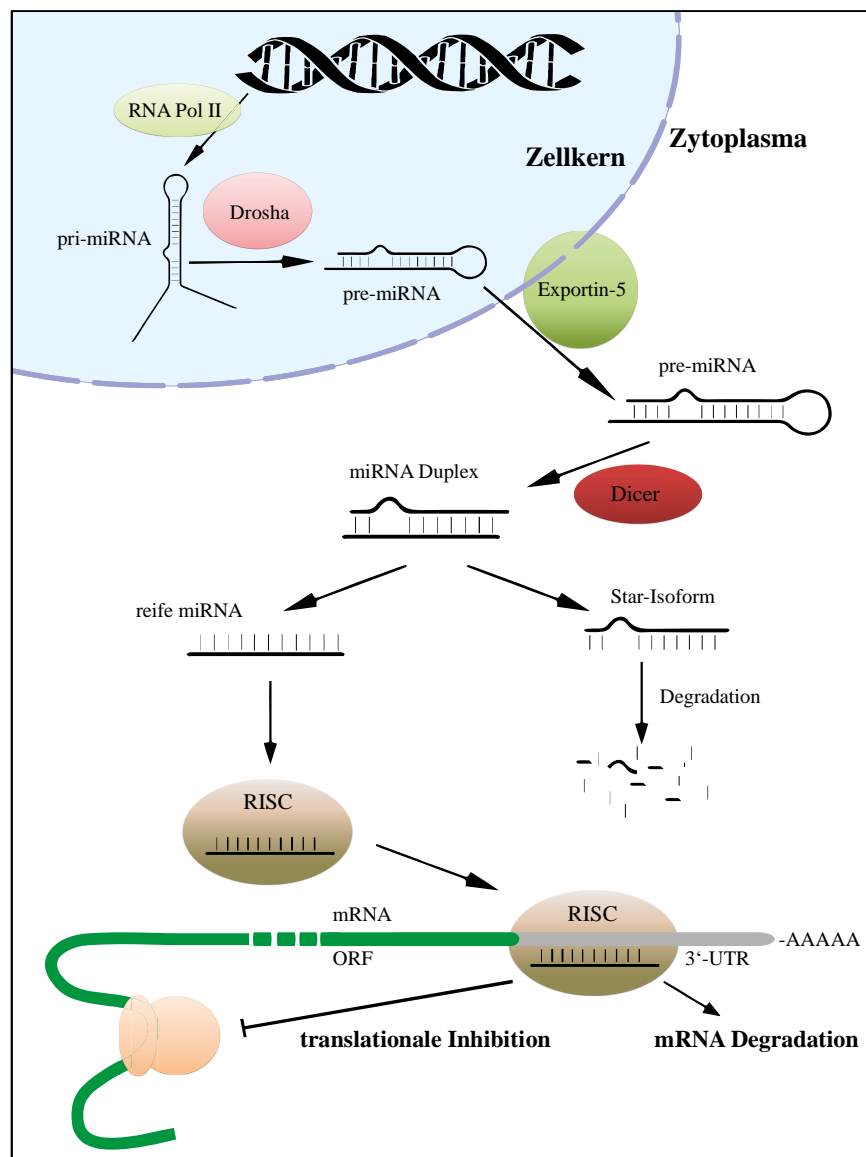 RNA Pol II
Zellkern
Zytoplasma
Drosha
pri-miRNA
pre-miRNA
Exportin-5
pre-miRNA
miRNA Duplex
Dicer
reife miRNA
Star-Isoform
Degradation
RISC
mRNA
RISC
ORF
3‘-UTR
-AAAAA
translationale Inhibition
mRNA Degradation